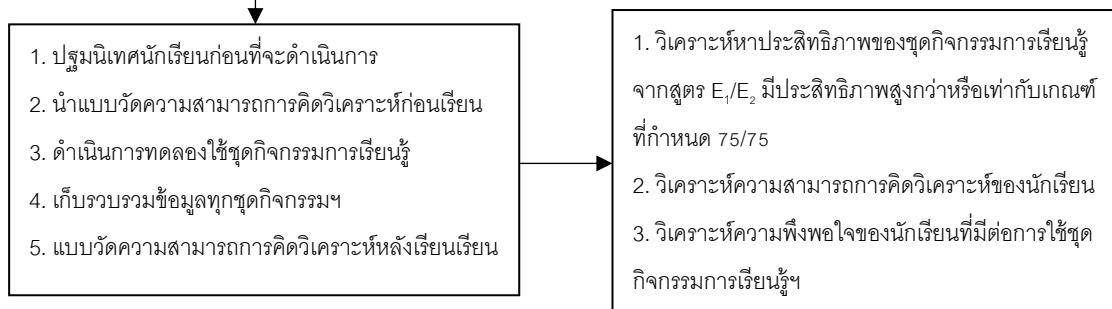 1. ปฐมนิเทศนักเรียนก่อนที่จะดำเนินการ
2. นำแบบวัดความสามารถการคิดวิเคราะห์ก่อนเรียน
3. ดำเนินการทดลองใช้ชุดกิจกรรมการเรียนรู้
4. เก็บรวบรวมข้อมูลทุกชุดกิจกรรมฯ
5. แบบวัดความสามารถการคิดวิเคราะห์หลังเรียนเรียน
1. วิเคราะห์หาประสิทธิภาพของชุดกิจกรรมการเรียนรู้
จากสูตร E₁/E₂ มีประสิทธิภาพสูงกว่าหรือเท่ากับเกณฑ์
ที่กำหนด 75/75
2. วิเคราะห์ความสามารถการคิดวิเคราะห์ของนักเรียน
3. วิเคราะห์ความพึงพอใจของนักเรียนที่มีต่อการใช้ชุด
กิจกรรมการเรียนรู้ฯ